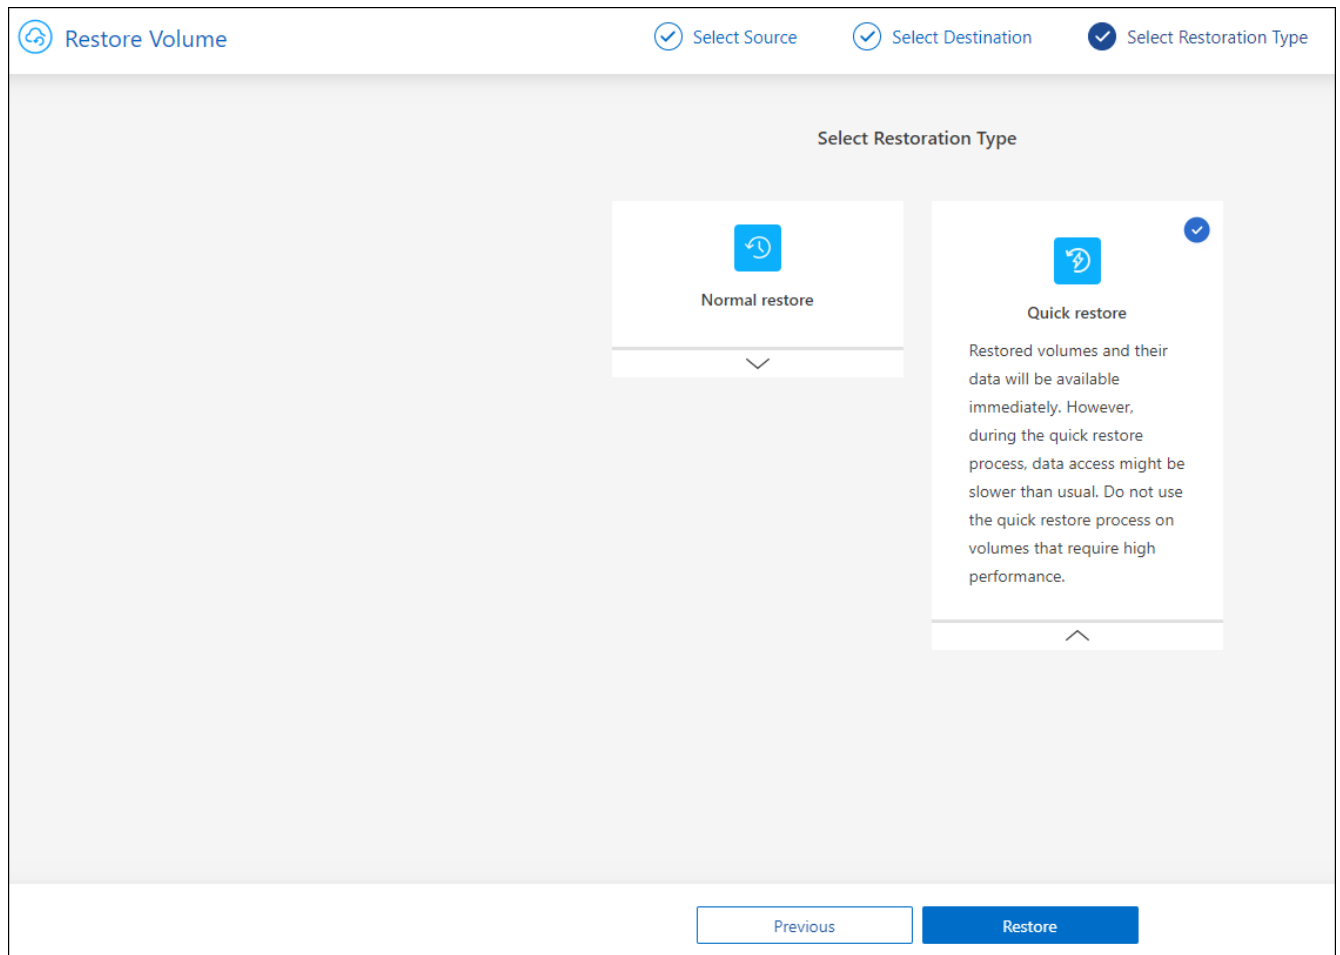 Restore Volume
Select Source
Select Destination
Select Restoration Type
Select Restoration Type
Normal restore
Quick restore
Restored volumes and their
data will be available
immediately. However,
during the quick restore
process, data access might be
slower than usual. Do not use
the quick restore process on
volumes that require high
performance.
Previous
Restore